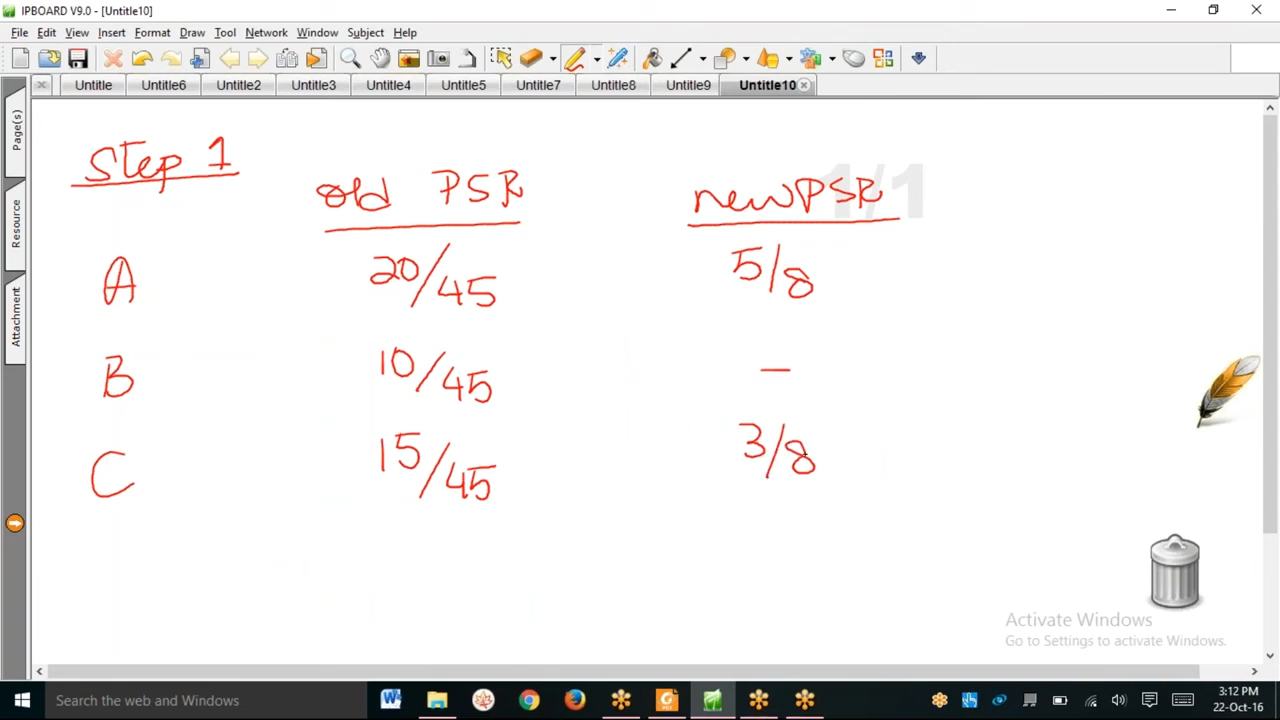 IPBOARD V9.0 - [Untitle10]
File Edit View Insert Format Draw Tool Network Window Subject Help
Untitle Untitle6 Untitle2 Untitle3 Untitle4 Untitle5 Untitle7 Untitle8 Untitle9 Untitle10
Page(s)
Resource
Attachment
1/1
Step 1
old PSR new PSR
A 20/45 5/8
B 10/45 –
C 15/45 3/8
Activate Windows
Go to Settings to activate Windows.
Search the web and Windows
3:12 PM
22-Oct-16